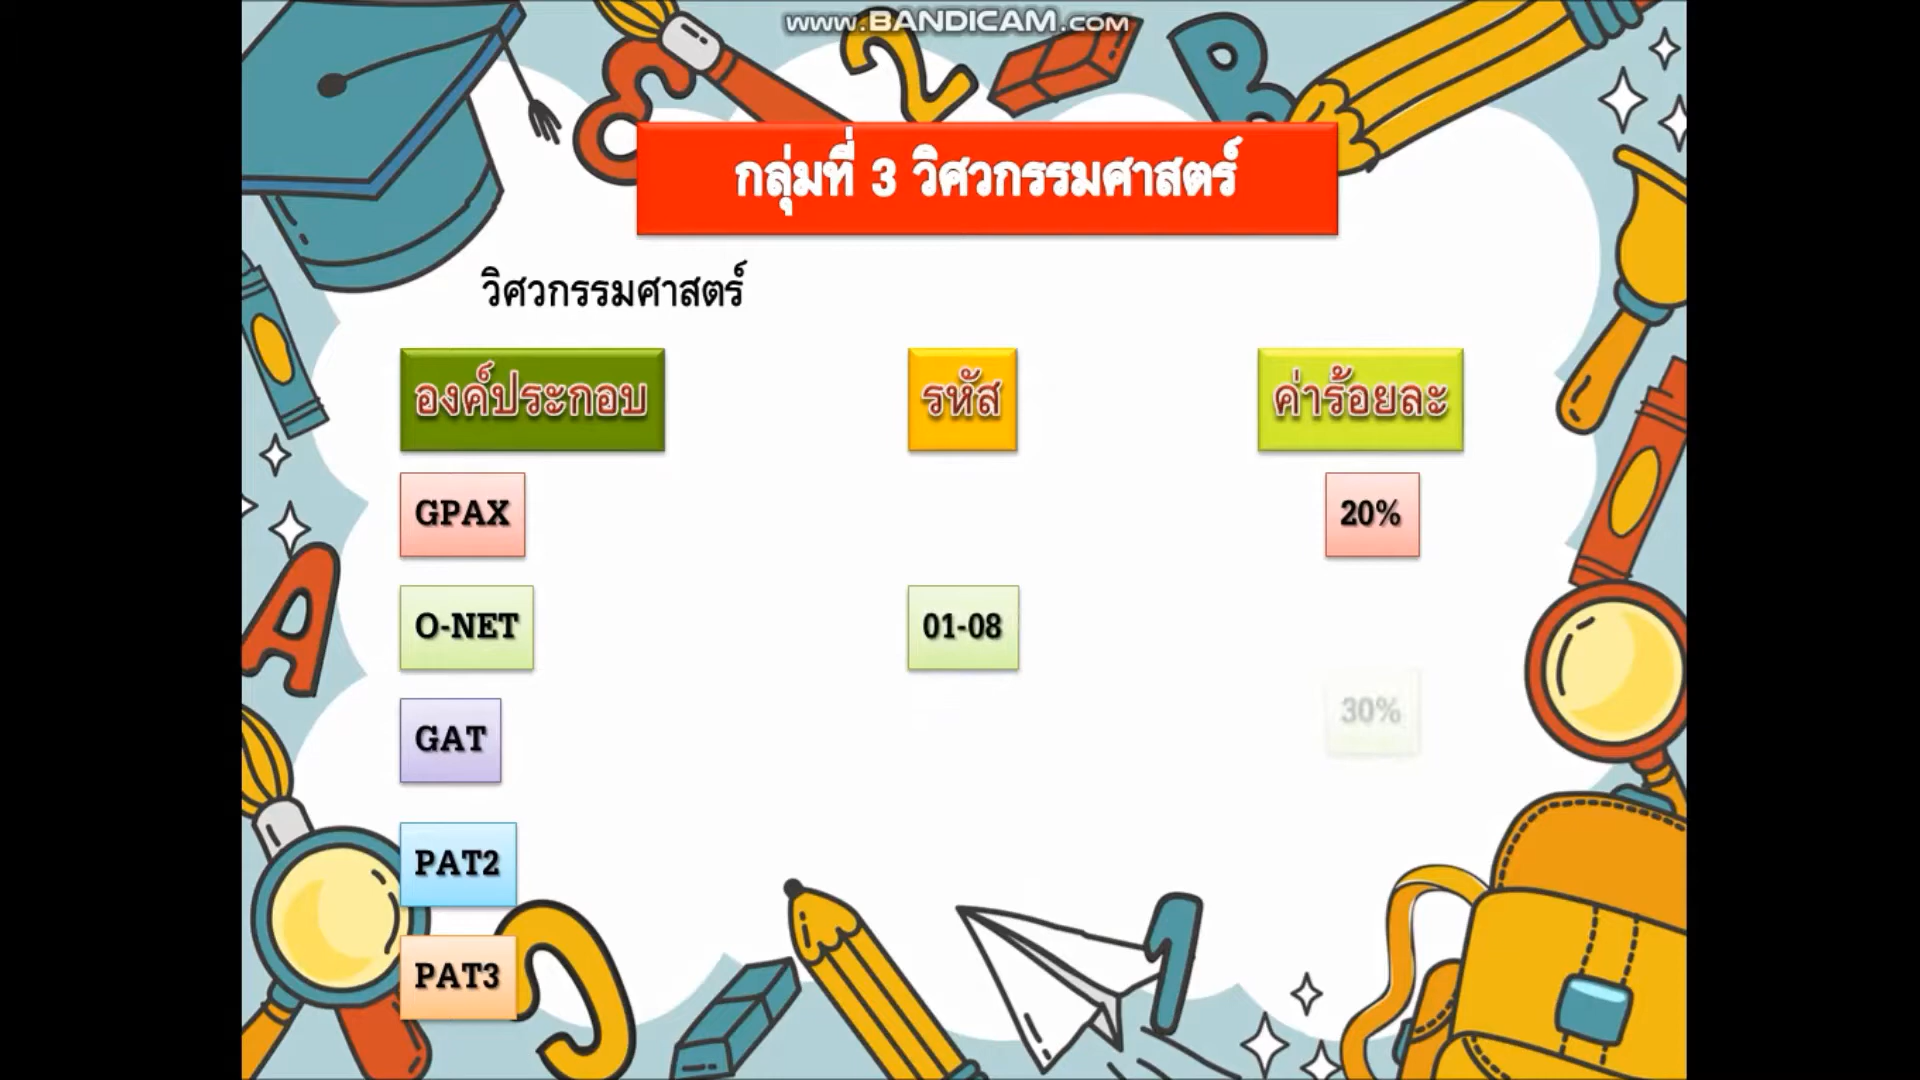 www.BANDICAM.com
กลุ่มที่ 3 วิศวกรรมศาสตร์
วิศวกรรมศาสตร์
องค์ประกอบ รหัส ค่าร้อยละ
GPAX 20%
O-NET 01-08
30%
GAT
PAT2
PAT3